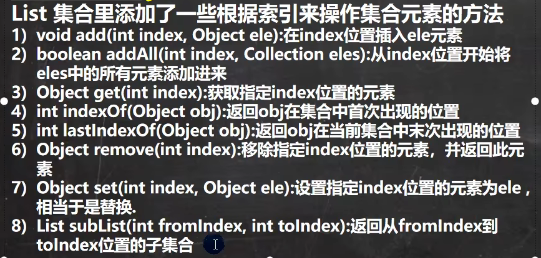 List 集合里添加了一些根据索引来操作集合元素的方法
1) void add(int index, Object ele):在index位置插入ele元素
2) boolean addAll(int index, Collection eles):从index位置开始将
eles中的所有元素添加进来
3) Object get(int index):获取指定index位置的元素
4) int indexOf(Object obj):返回obj在集合中首次出现的位置
5) int lastIndexOf(Object obj):返回obj在当前集合中末次出现的位置
6) Object remove(int index):移除指定index位置的元素，并返回此元
素
7) Object set(int index, Object ele):设置指定index位置的元素为ele ,
相当于是替换.
8) List subList(int fromIndex, int toIndex):返回从fromIndex到
toIndex位置的子集合